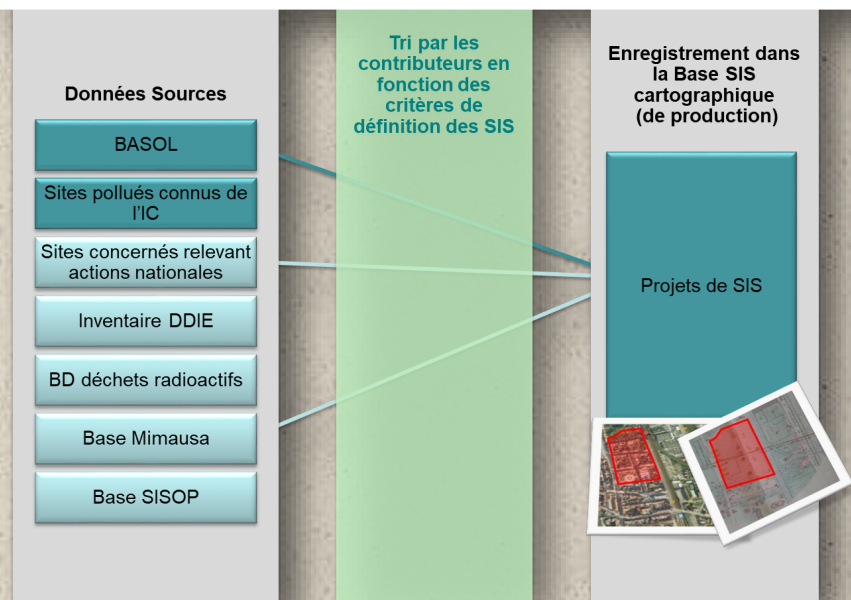 Données Sources
BASOL
Sites pollués connus de
l'IC
Sites concernés relevant
actions nationales
Inventaire DDIE
BD déchets radioactifs
Base Mimausa
Base SISOP
Tri par les
contributeurs en
fonction des
critères de
définition des SIS
Enregistrement dans
la Base SIS
cartographique
(de production)
Projets de SIS